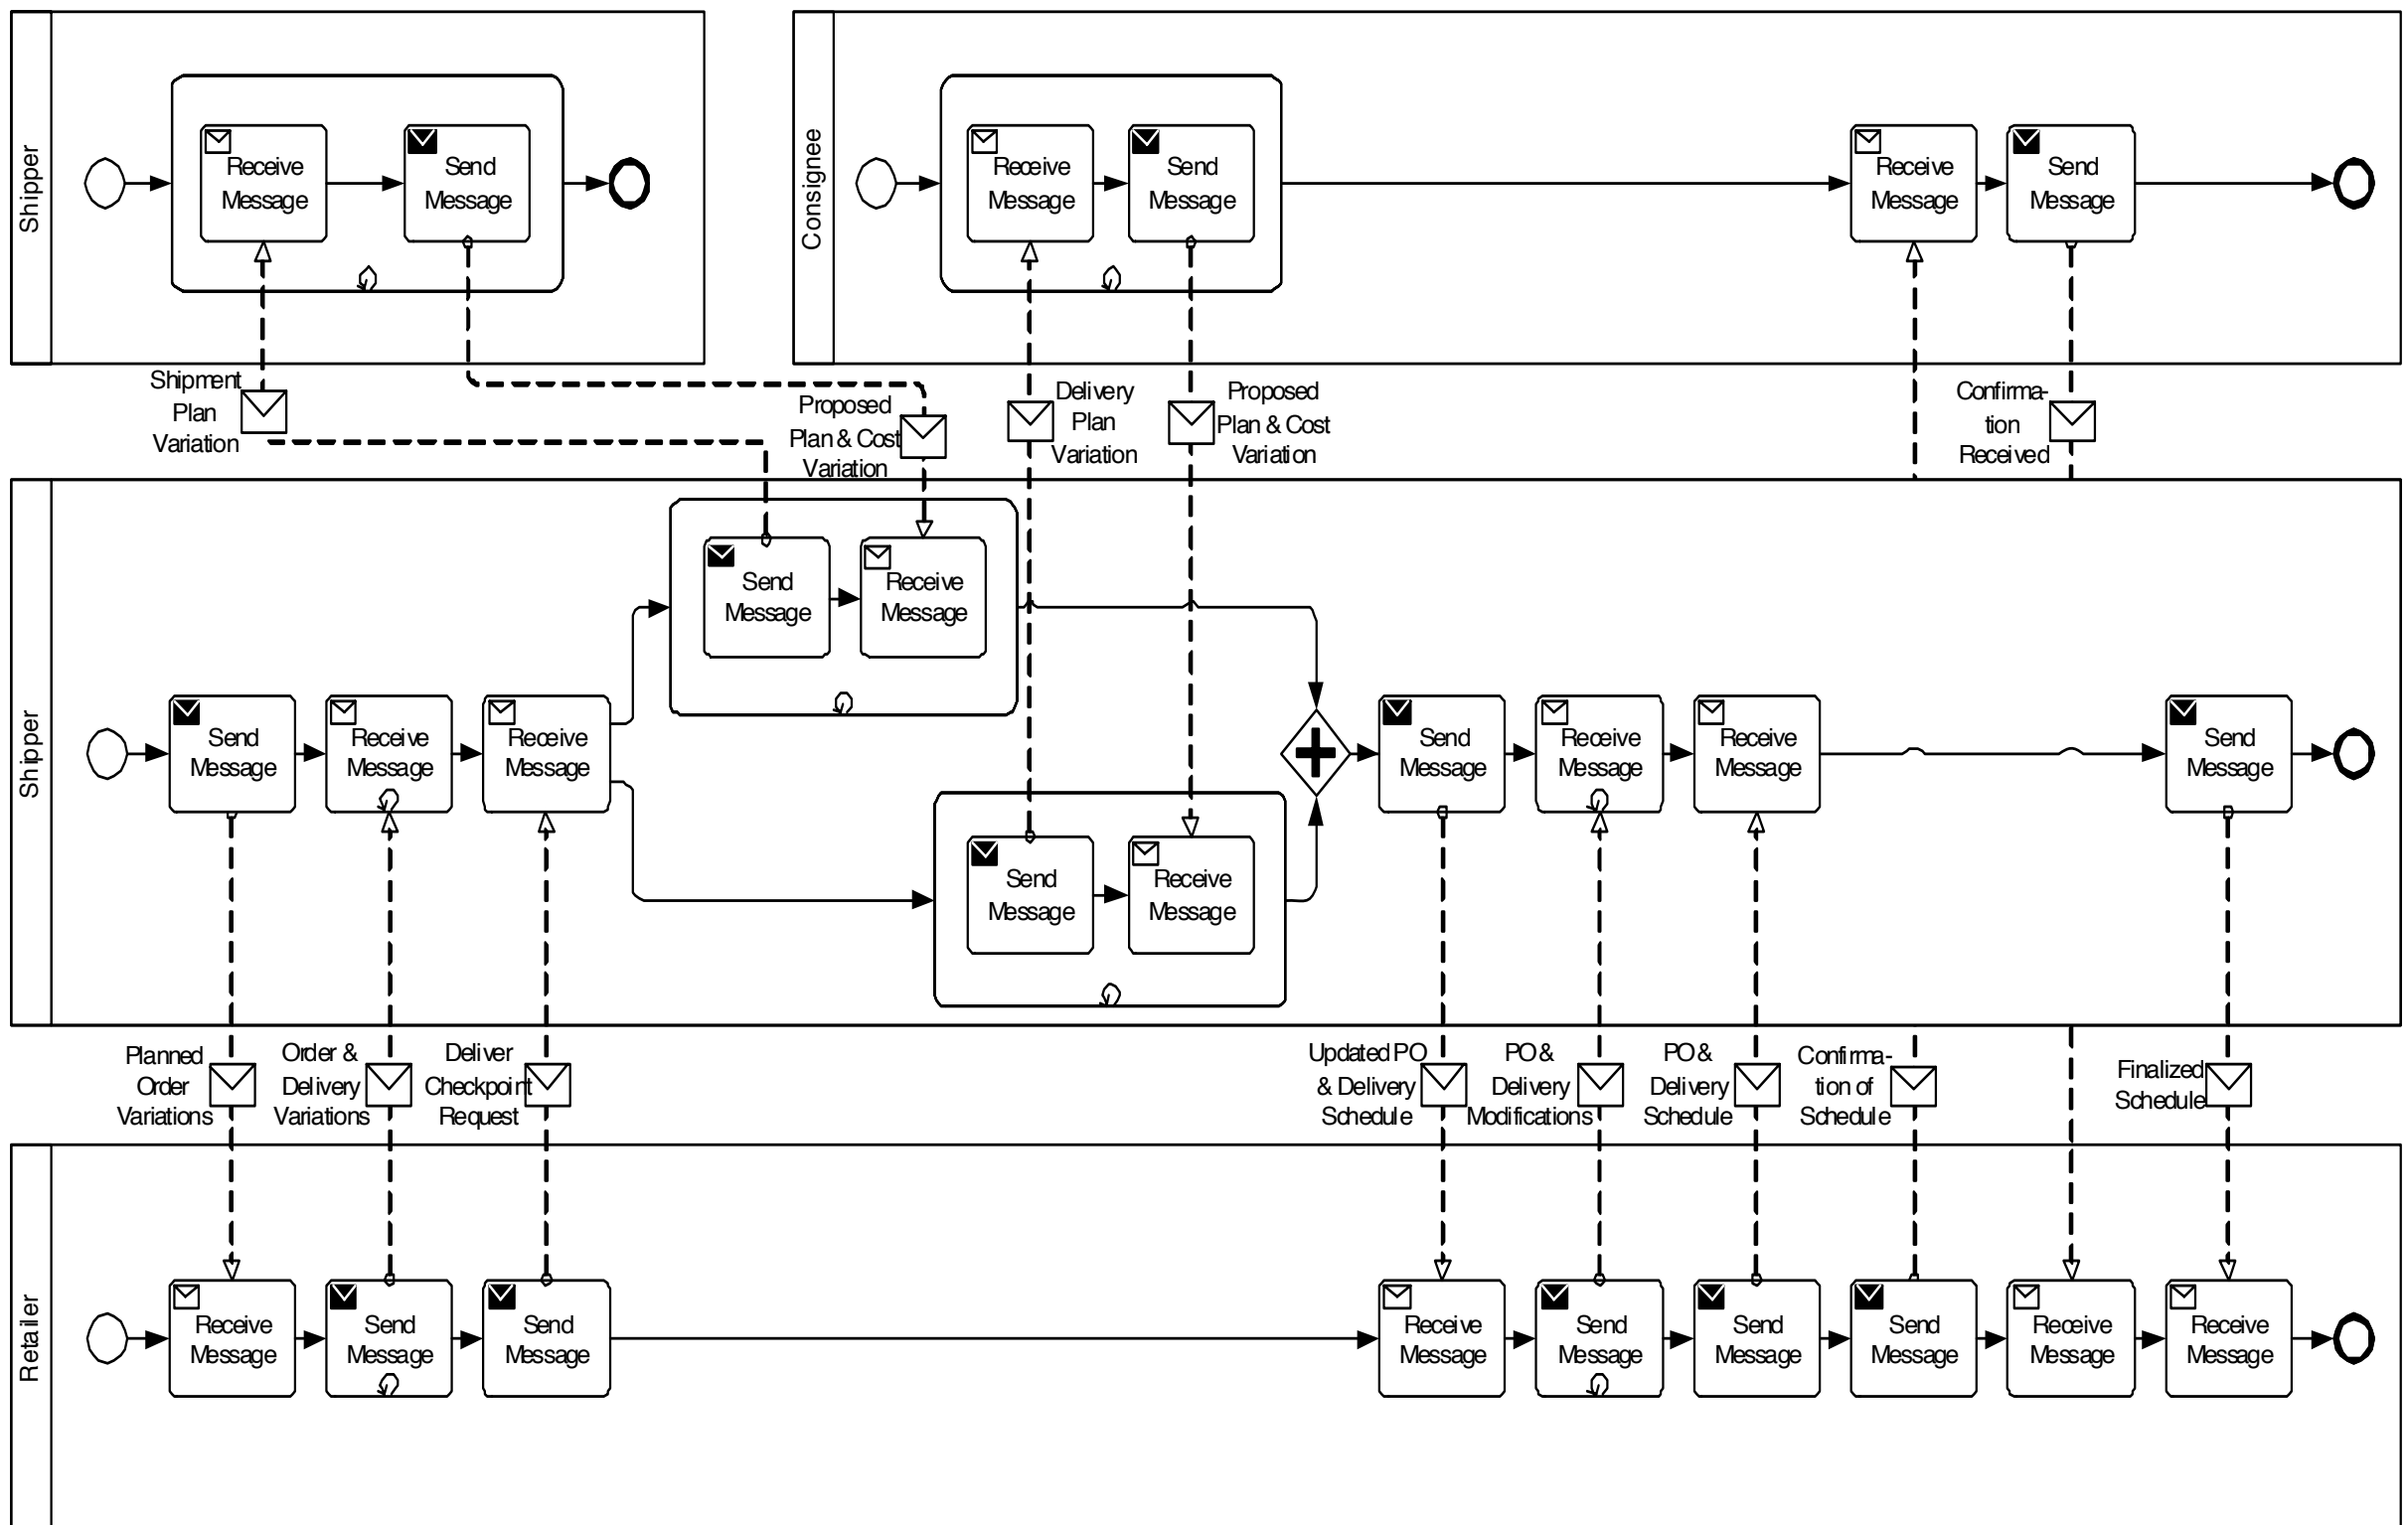 Shipper
Receive
Message
Send
Message
Consignee
Receive
Message
Send
Message
Receive
Message
Send
Message
Shipment
Plan
Variation
Proposed
Plan & Cost
Variation
Delivery
Plan
Variation
Proposed
Plan & Cost
Variation
Confirma-
tion
Received
Shipper
Send
Message
Receive
Message
Send
Message
Receive
Message
Receive
Message
Send
Message
Receive
Message
Send
Message
Receive
Message
Receive
Message
Send
Message
Planned
Order
Variations
Order &
Delivery
Variations
Deliver
Checkpoint
Request
Updated PO
& Delivery
Schedule
PO &
Delivery
Modifications
PO &
Delivery
Schedule
Confirma-
tion of
Schedule
Finalized
Schedule
Retailer
Receive
Message
Send
Message
Send
Message
Receive
Message
Send
Message
Send
Message
Send
Message
Receive
Message
Receive
Message